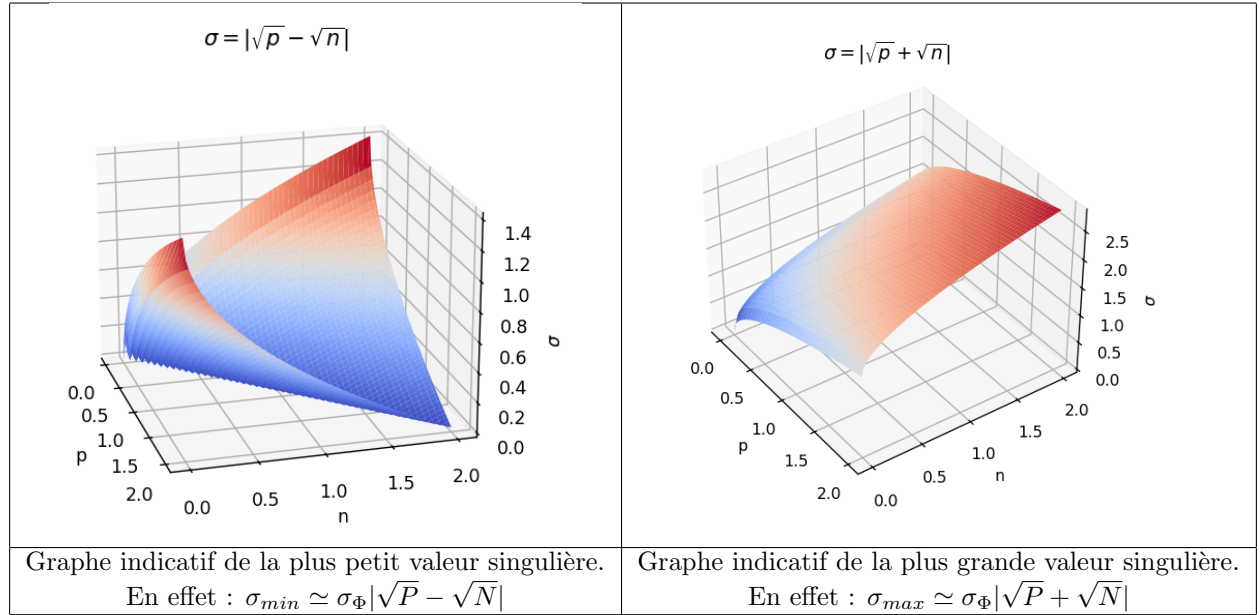 σ = |√p − √n|
1.4
1.2
1.0
0.8
0.6
0.4
0.2
0.0
σ
0.0
0.5
1.0
1.5
2.0
p
0.0
0.5
1.0
1.5
2.0
n
Graphe indicatif de la plus petit valeur singulière.
En effet : σ_min ≃ σ_Φ|√P − √N|
σ = |√p + √n|
2.5
2.0
1.5
1.0
0.5
0.0
σ
0.0
0.5
1.0
1.5
2.0
p
0.0
0.5
1.0
1.5
2.0
n
Graphe indicatif de la plus grande valeur singulière.
En effet : σ_max ≃ σ_Φ|√P + √N|